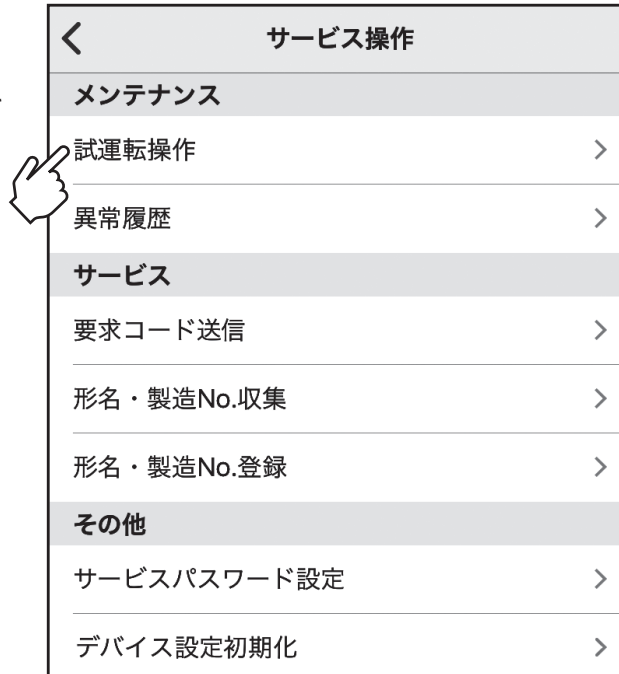 サービス操作
メンテナンス
試運転操作
異常履歴
サービス
要求コード送信
形名・製造No.収集
形名・製造No.登録
その他
サービスパスワード設定
デバイス設定初期化